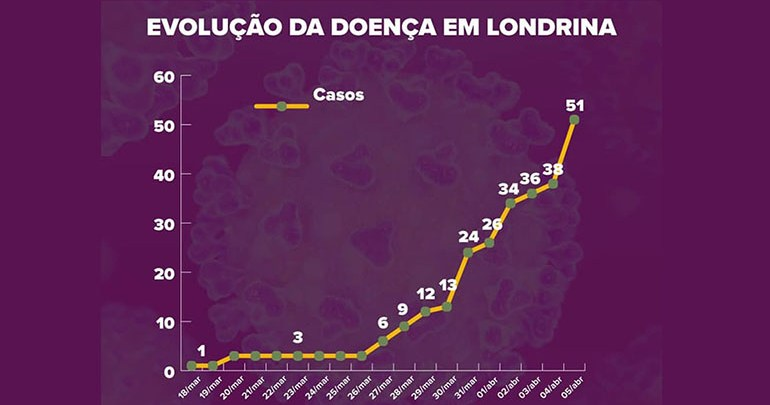 EVOLUÇÃO DA DOENÇA EM LONDRINA
Casos
60
50
40
30
20
10
0
1
3
6
9
12
13
24
26
34
36
38
51
18/mar
19/mar
20/mar
21/mar
22/mar
23/mar
24/mar
25/mar
26/mar
27/mar
28/mar
29/mar
30/mar
31/mar
01/abr
02/abr
03/abr
04/abr
05/abr